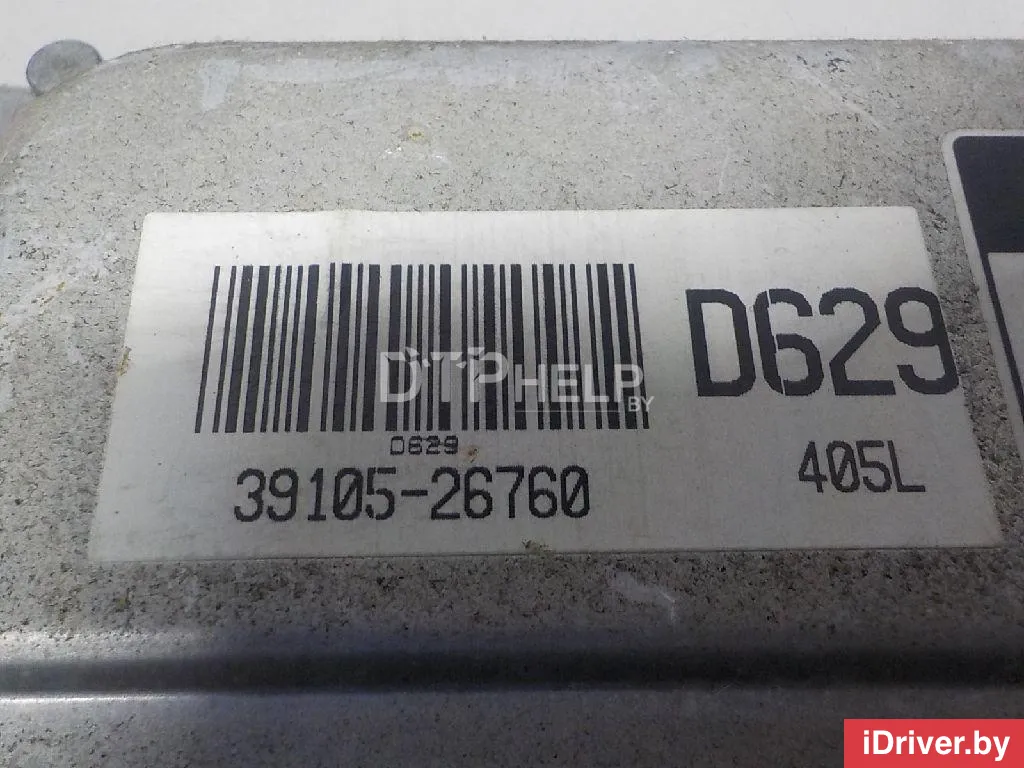 D629
DTPHELP.BY
D629
39105-26760
405L
iDriver.by